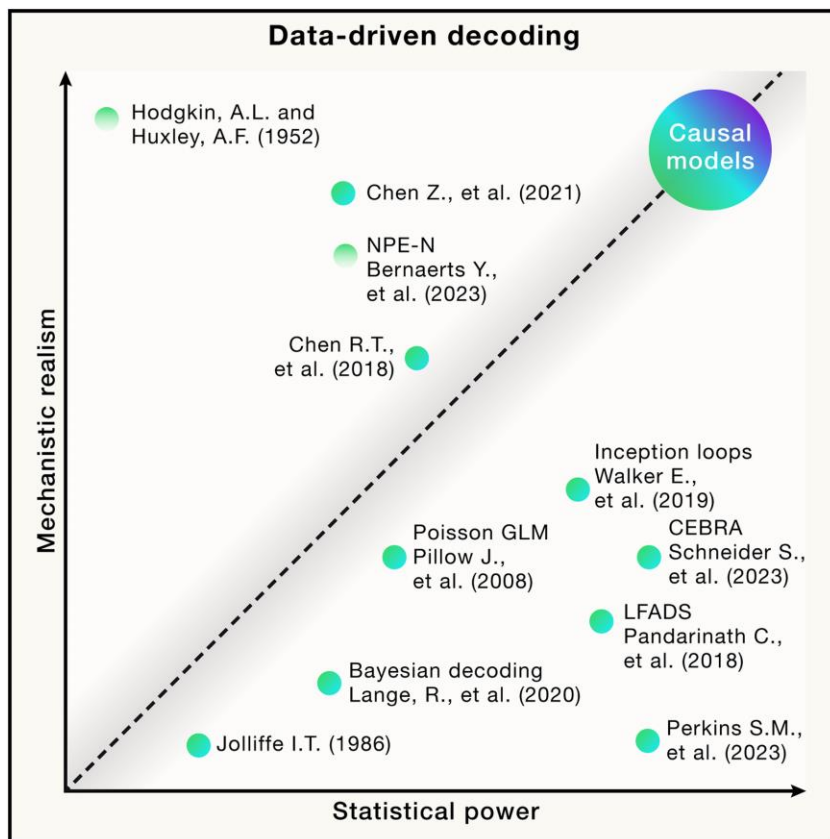 Data-driven decoding
Hodgkin, A.L. and
Huxley, A.F. (1952)
Causal
models
Chen Z., et al. (2021)
NPE-N
Bernaerts Y.,
et al. (2023)
Chen R.T.,
et al. (2018)
Mechanistic realism
Inception loops
Walker E.,
et al. (2019)
Poisson GLM
Pillow J.,
et al. (2008)
CEBRA
Schneider S.,
et al. (2023)
LFADS
Pandarinath C.,
et al. (2018)
Bayesian decoding
Lange, R., et al. (2020)
Jolliffe I.T. (1986)
Perkins S.M.,
et al. (2023)
Statistical power